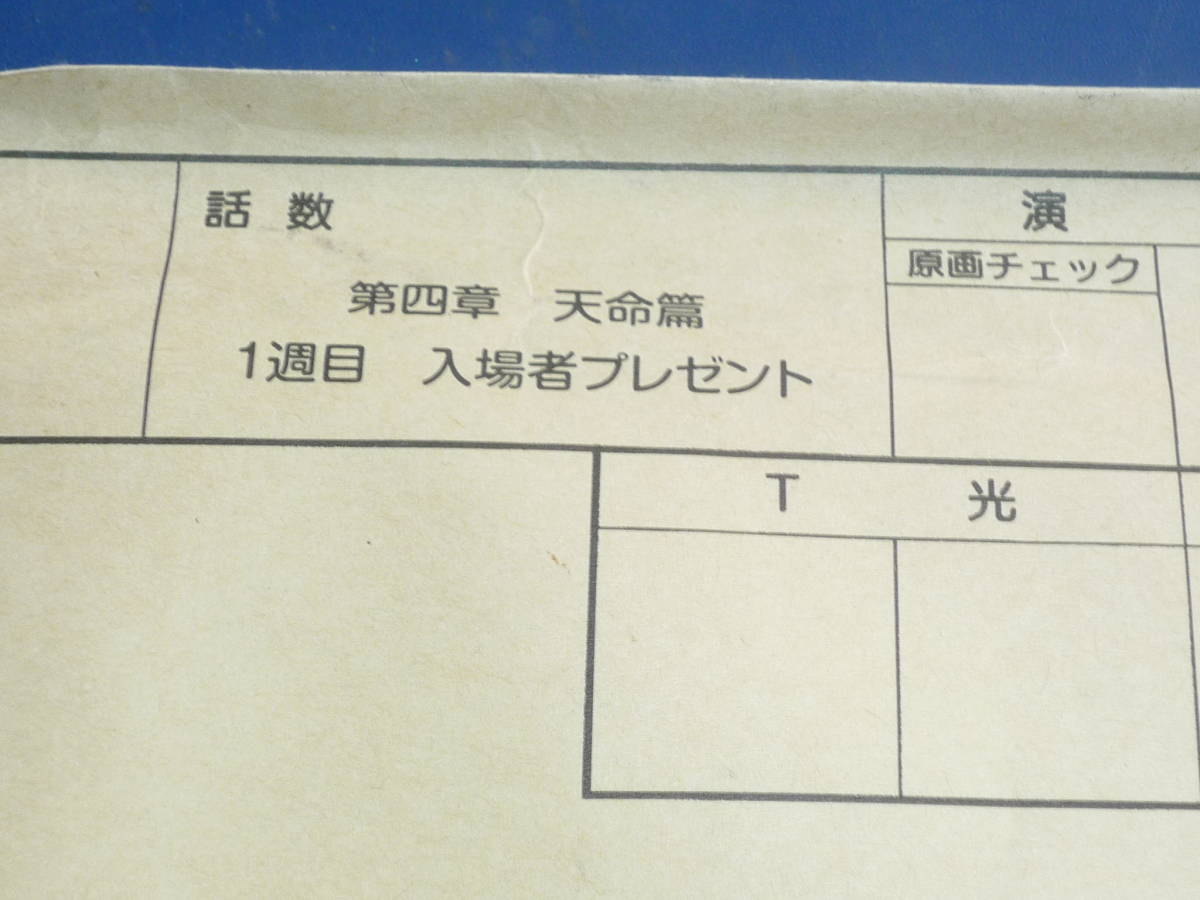 話数
第四章 天命篇
1週目 入場者プレゼント
演
原画チェック
T 光